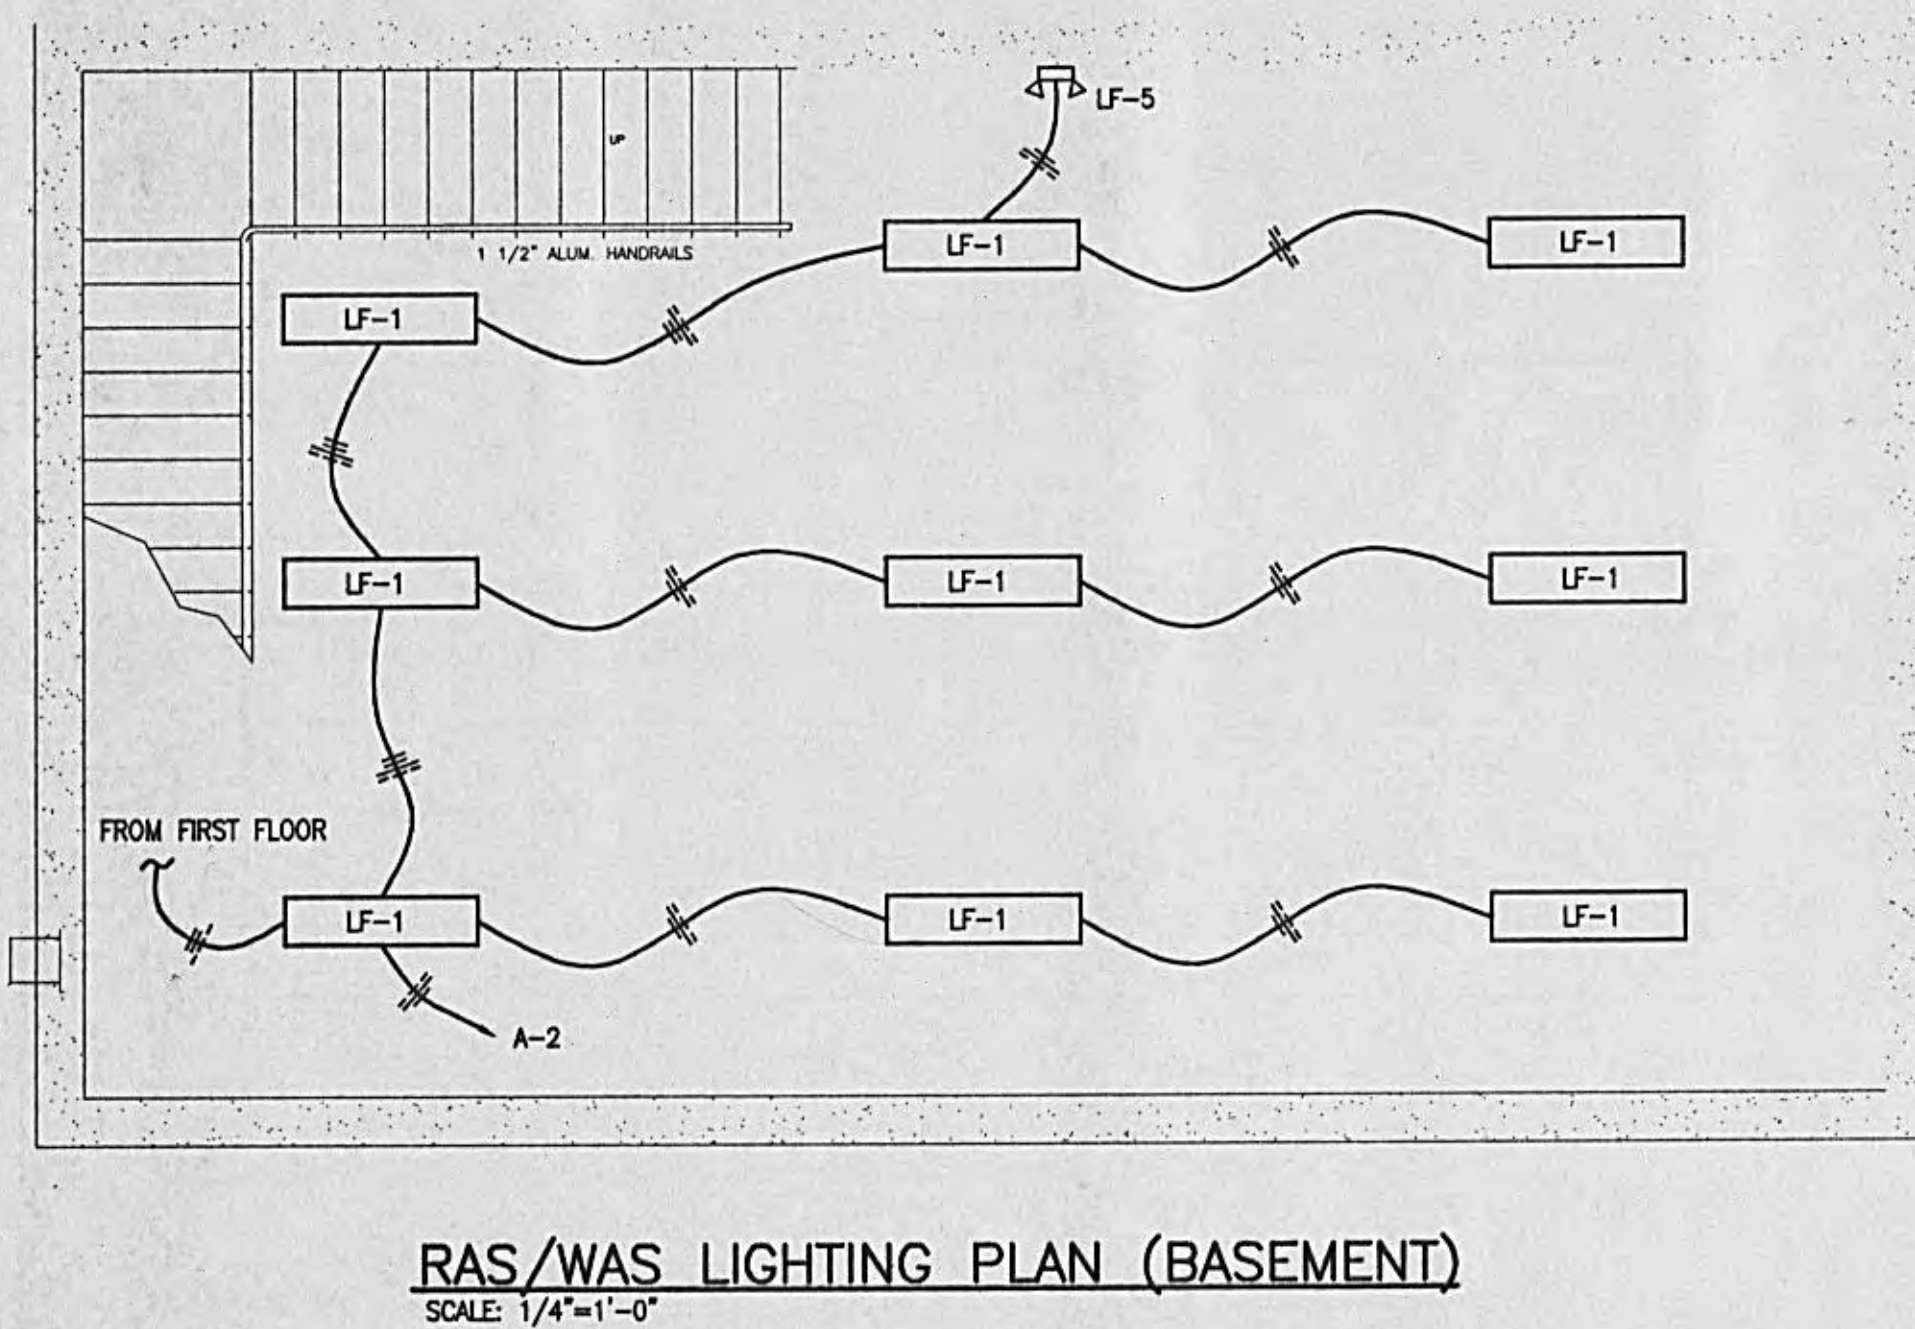 UP
LF-5
LF-1
LF-1
1 1/2" ALUM. HANDRAILS
LF-1
LF-1
LF-1
LF-1
FROM FIRST FLOOR
LF-1
LF-1
LF-1
A-2
RAS/WAS LIGHTING PLAN (BASEMENT)
SCALE: 1/4"=1'-0"